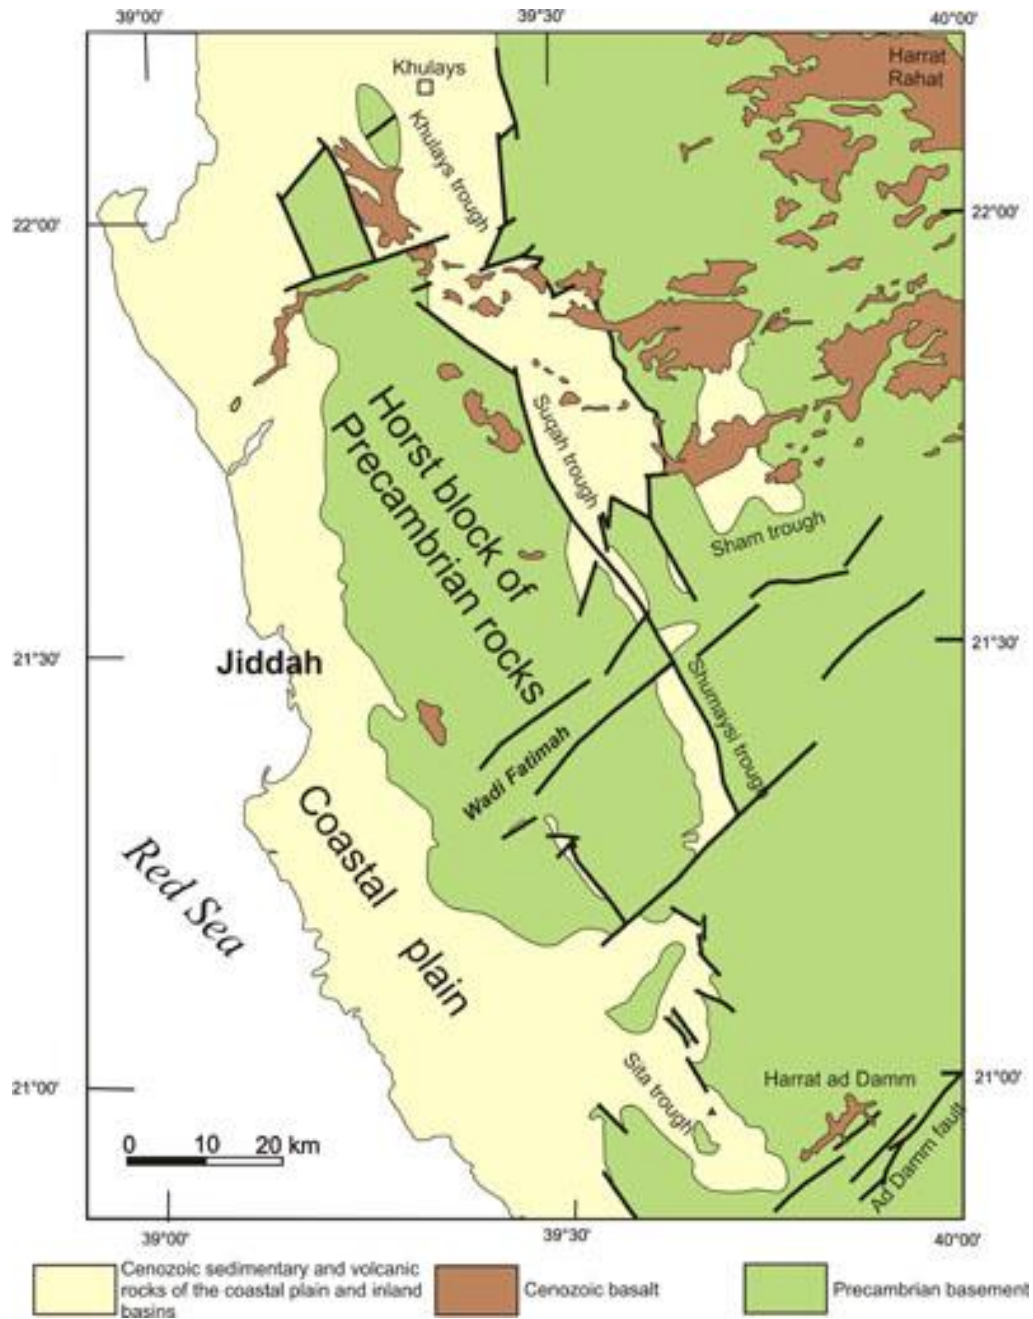 39°00'
39°30'
40°00'
Harrat
Rahat
Khulays
Khulays trough
22°00'
22°00'
Suqah trough
Horst block of
Precambrian rocks
Sham trough
21°30'
21°30'
Jiddah
Shumaysi trough
Wadi Fatimah
Coastal
plain
Red Sea
Sita trough
Harrat ad Damm
21°00'
21°00'
Ad Damm fault
0 10 20 km
39°00'
39°30'
40°00'
Cenozoic sedimentary and volcanic
rocks of the coastal plain and inland
basins
Cenozoic basalt
Precambrian basement